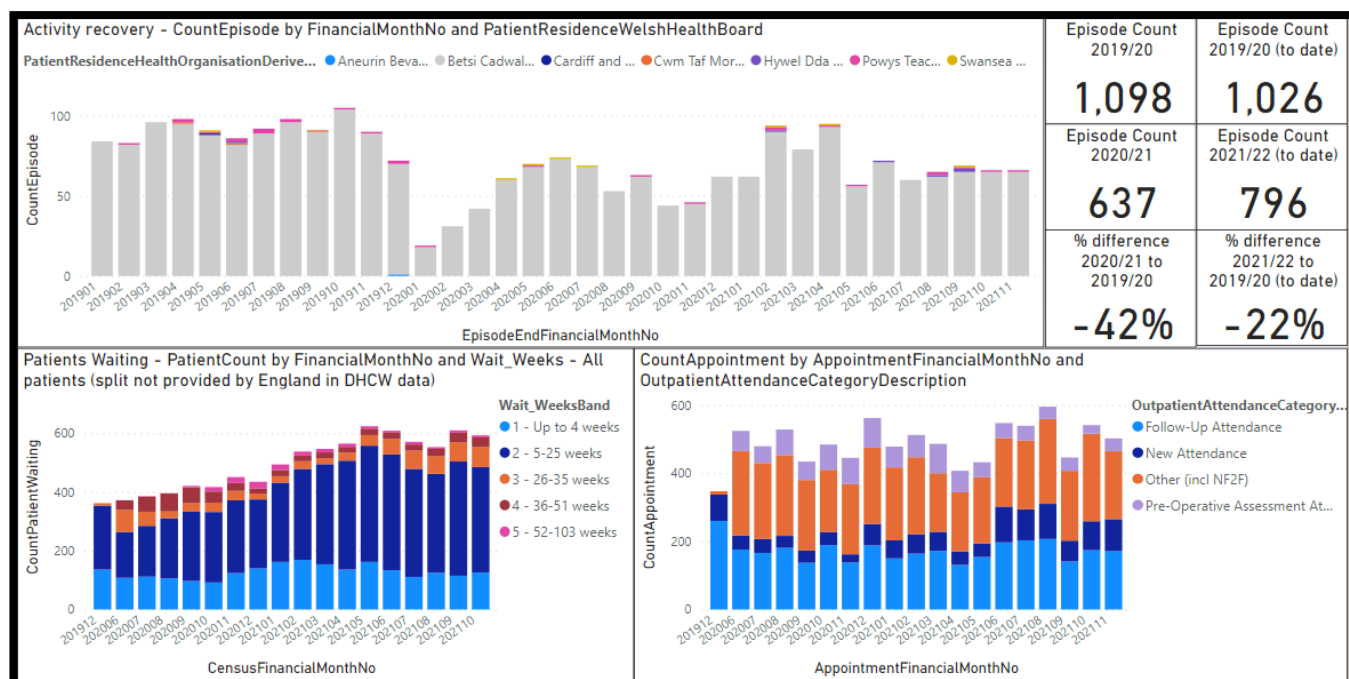 Activity recovery - CountEpisode by FinancialMonthNo and PatientResidenceWelshHealthBoard
PatientResidenceHealthOrganisationDerive... Aneurin Beva... Betsi Cadwal... Cardiff and ... Cwm Taf Mor... Hywel Dda ... Powys Teac... Swansea ...
CountEpisode
100
50
0
201901 201902 201903 201904 201905 201906 201907 201908 201909 201910 201911 201912 202001 202002 202003 202004 202005 202006 202007 202008 202009 202010 202011 202012 202101 202102 202103 202104 202105 202106 202107 202108 202109 202110 202111
EpisodeEndFinancialMonthNo
Episode Count
2019/20
1,098
Episode Count
2019/20 (to date)
1,026
Episode Count
2020/21
637
Episode Count
2021/22 (to date)
796
% difference
2020/21 to
2019/20
-42%
% difference
2021/22 to
2019/20 (to date)
-22%
Patients Waiting - PatientCount by FinancialMonthNo and Wait_Weeks - All
patients (split not provided by England in DHCW data)
CountPatientWaiting
600
400
200
0
201912 202006 202007 202008 202009 202010 202011 202012 202101 202102 202103 202104 202105 202106 202107 202108 202109 202110
CensusFinancialMonthNo
Wait_WeeksBand
1 - Up to 4 weeks
2 - 5-25 weeks
3 - 26-35 weeks
4 - 36-51 weeks
5 - 52-103 weeks
CountAppointment by AppointmentFinancialMonthNo and
OutpatientAttendanceCategoryDescription
CountAppointment
600
400
200
0
201912 202006 202007 202008 202009 202010 202011 202012 202101 202102 202103 202104 202105 202106 202107 202108 202109 202110 202111
AppointmentFinancialMonthNo
OutpatientAttendanceCategory...
Follow-Up Attendance
New Attendance
Other (incl NF2F)
Pre-Operative Assessment At...